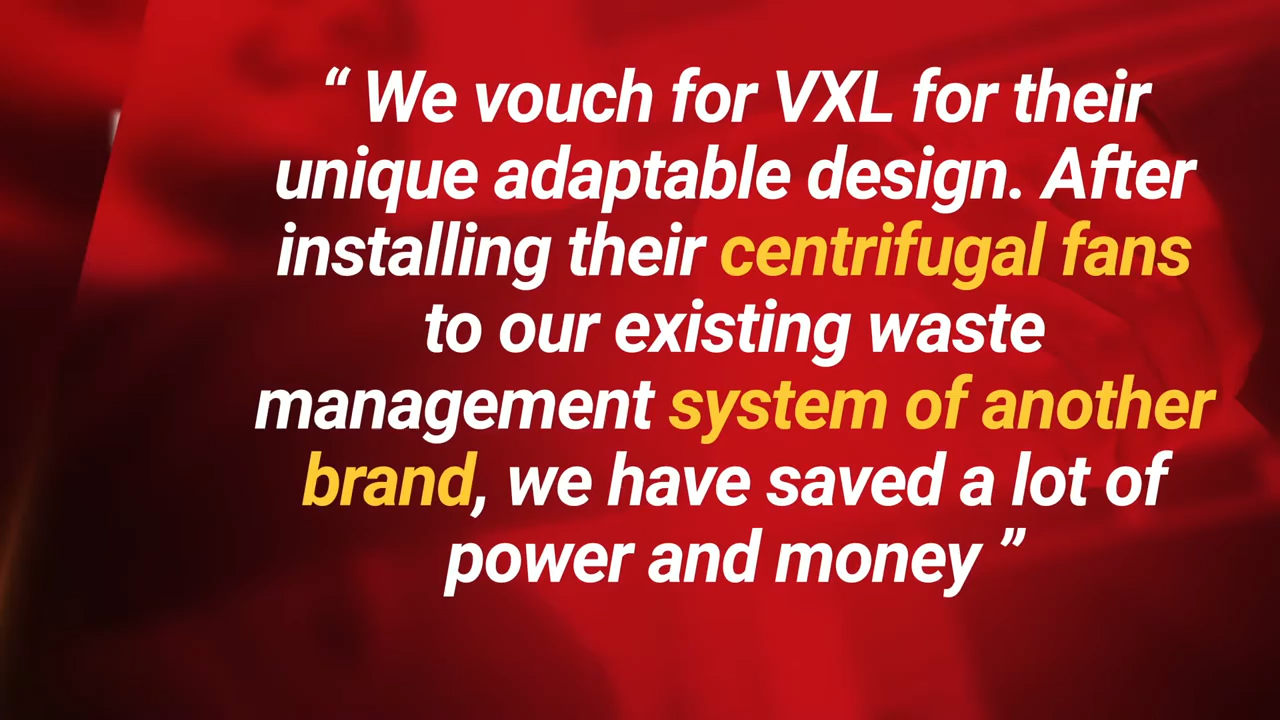 “ We vouch for VXL for their
unique adaptable design. After
installing their centrifugal fans
to our existing waste
management system of another
brand, we have saved a lot of
power and money ”